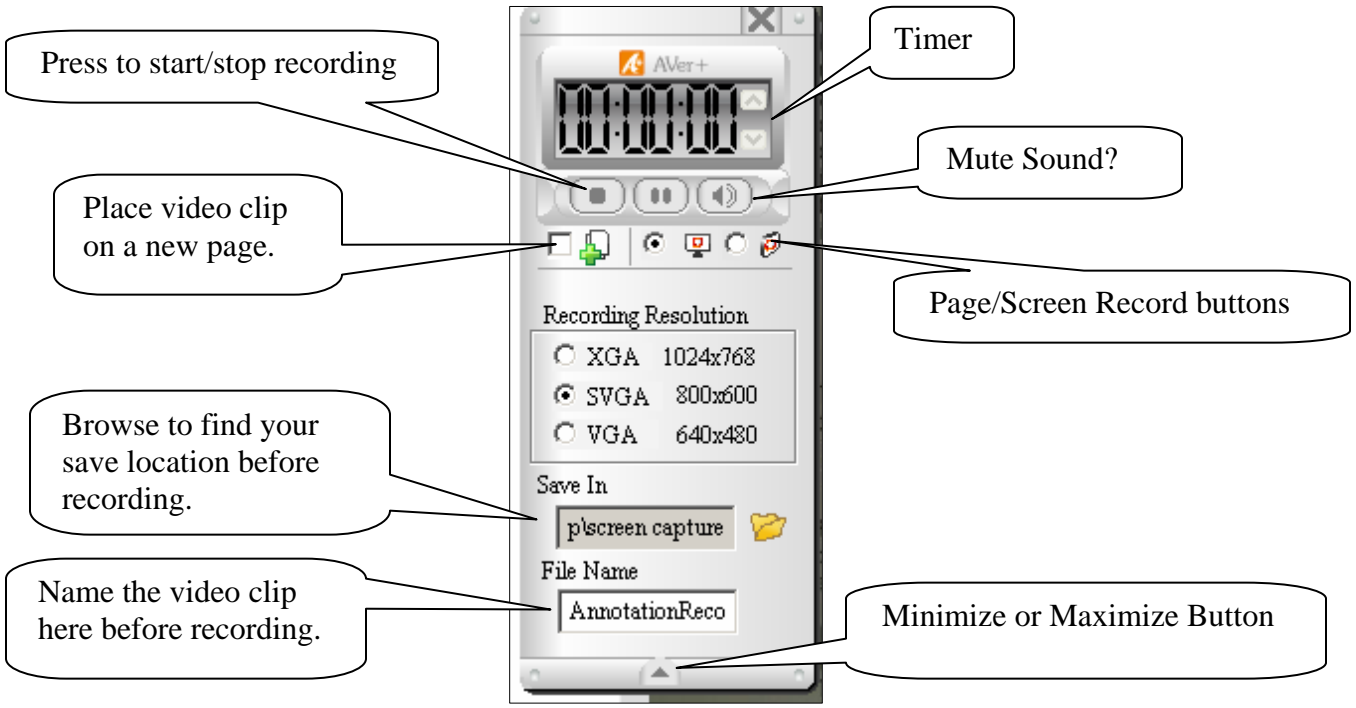 Press to start/stop recording
Timer
AVer+
00:00:00
Mute Sound?
Place video clip
on a new page.
Page/Screen Record buttons
Recording Resolution
XGA 1024x768
SVGA 800x600
VGA 640x480
Browse to find your
save location before
recording.
Save In
p\screen capture
File Name
AnnotationReco
Name the video clip
here before recording.
Minimize or Maximize Button